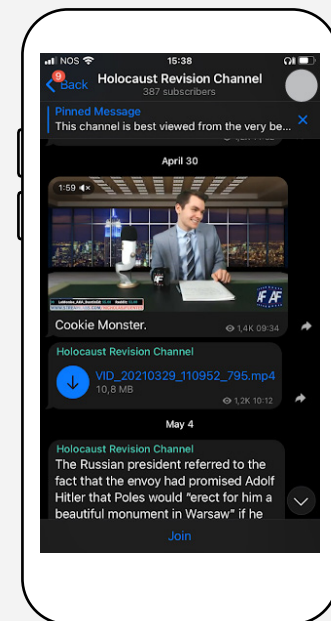 NOS 15:38
9
Back Holocaust Revision Channel
387 subscribers
Pinned Message
This channel is best viewed from the very be...
April 30
1:59
AF AF
Cookie Monster. 1,4K 09:34
Holocaust Revision Channel
VID_20210329_110952_795.mp4
10,8 MB
1,2K 10:12
May 4
Holocaust Revision Channel
The Russian president referred to the
fact that the envoy had promised Adolf
Hitler that Poles would “erect for him a
beautiful monument in Warsaw” if he
Join